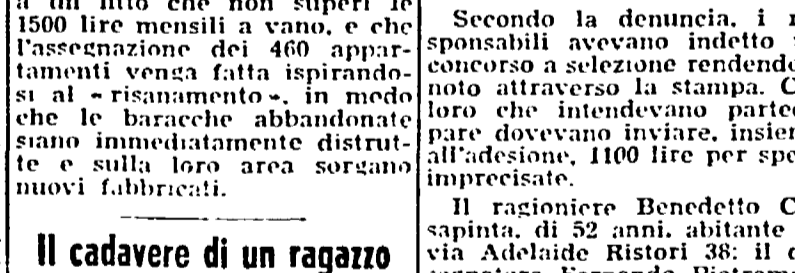 a un fitto che non superi le
1500 lire mensili a vano, e che
l'assegnazione dei 460 appar-
tamenti venga fatta ispirando-
si al « risanamento », in modo
che le baracche abbandonate
siano immediatamente distrut-
te e sulla loro area sorgano
nuovi fabbricati.
Il cadavere di un ragazzo
Secondo la denuncia, i
sponsabili avevano indetto
concorso a selezione rendendo
noto attraverso la stampa. C
loro che intendevano partec
pare dovevano inviare, insien
all'adesione, 1100 lire per spe
imprecisate.
Il ragioniere Benedetto C
sapinta, di 52 anni, abitante
via Adelaide Ristori 38; il
Fernando